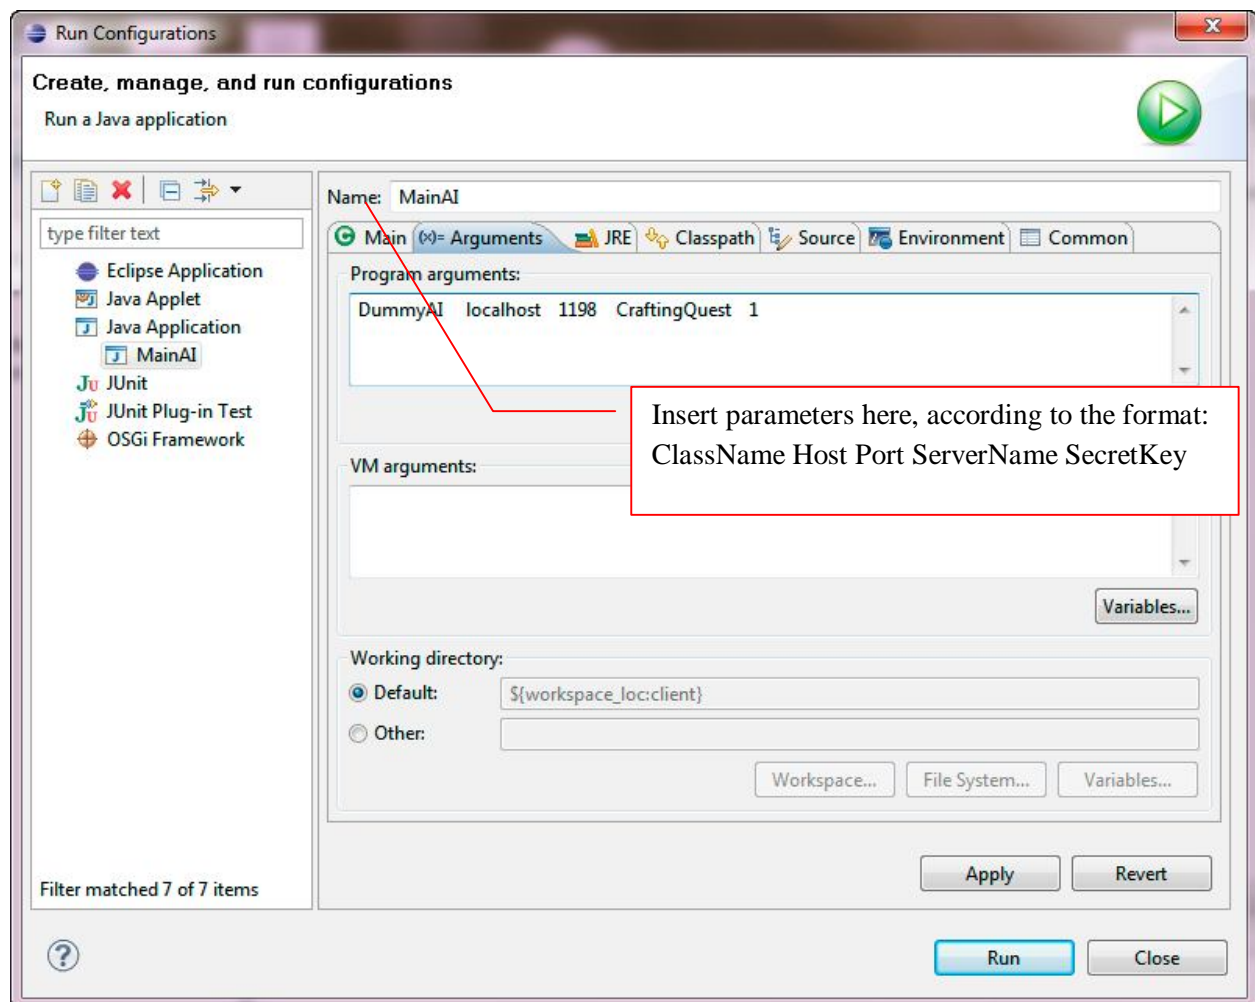 Run Configurations
Create, manage, and run configurations
Run a Java application
type filter text
Eclipse Application
Java Applet
Java Application
MainAI
JUnit
JUnit Plug-in Test
OSGi Framework
Filter matched 7 of 7 items
Name: MainAI
Main (x)= Arguments JRE Classpath Source Environment Common
Program arguments:
DummyAI localhost 1198 CraftingQuest 1
Insert parameters here, according to the format:
ClassName Host Port ServerName SecretKey
VM arguments:
Variables...
Working directory:
Default: ${workspace_loc:client}
Other:
Workspace... File System... Variables...
Apply Revert
Run Close